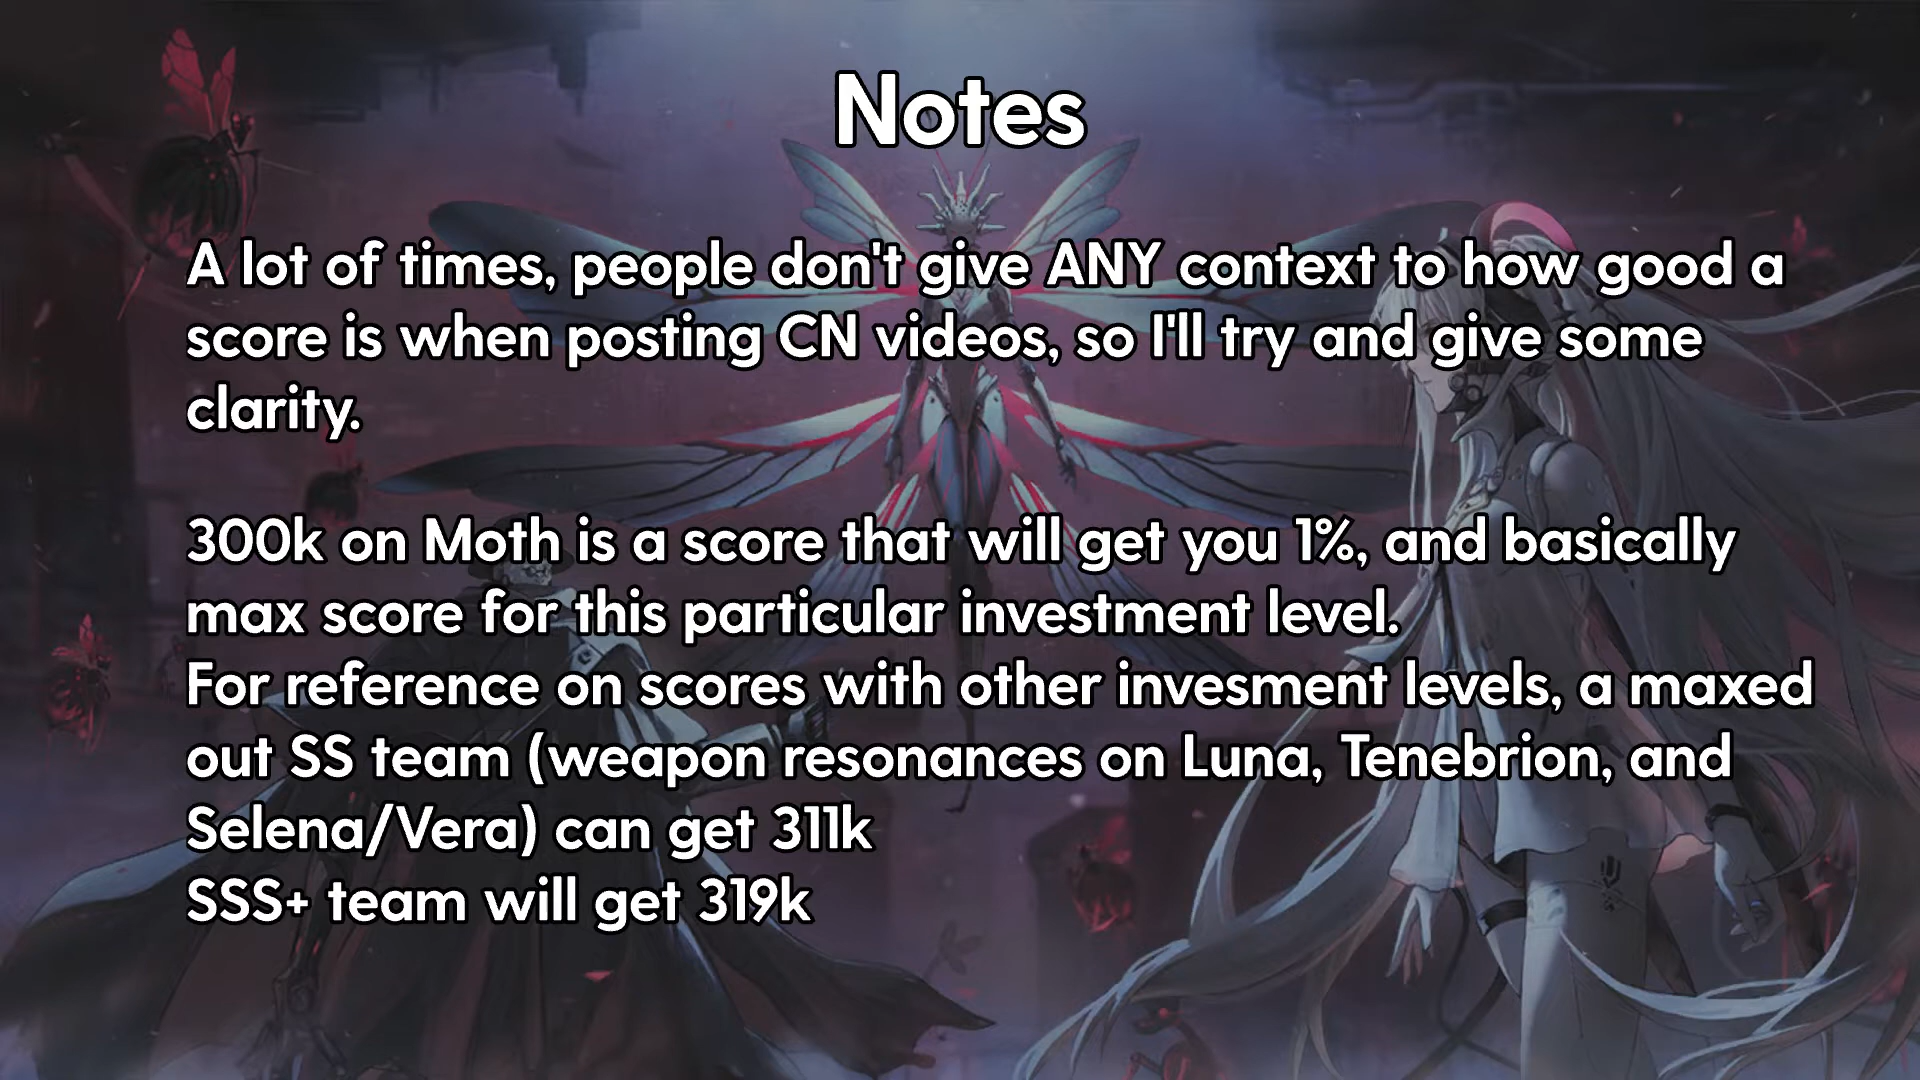 Notes
A lot of times, people don't give ANY context to how good a
score is when posting CN videos, so I'll try and give some
clarity.
300k on Moth is a score that will get you 1%, and basically
max score for this particular investment level.
For reference on scores with other invesment levels, a maxed
out SS team (weapon resonances on Luna, Tenebrion, and
Selena/Vera) can get 311k
SSS+ team will get 319k